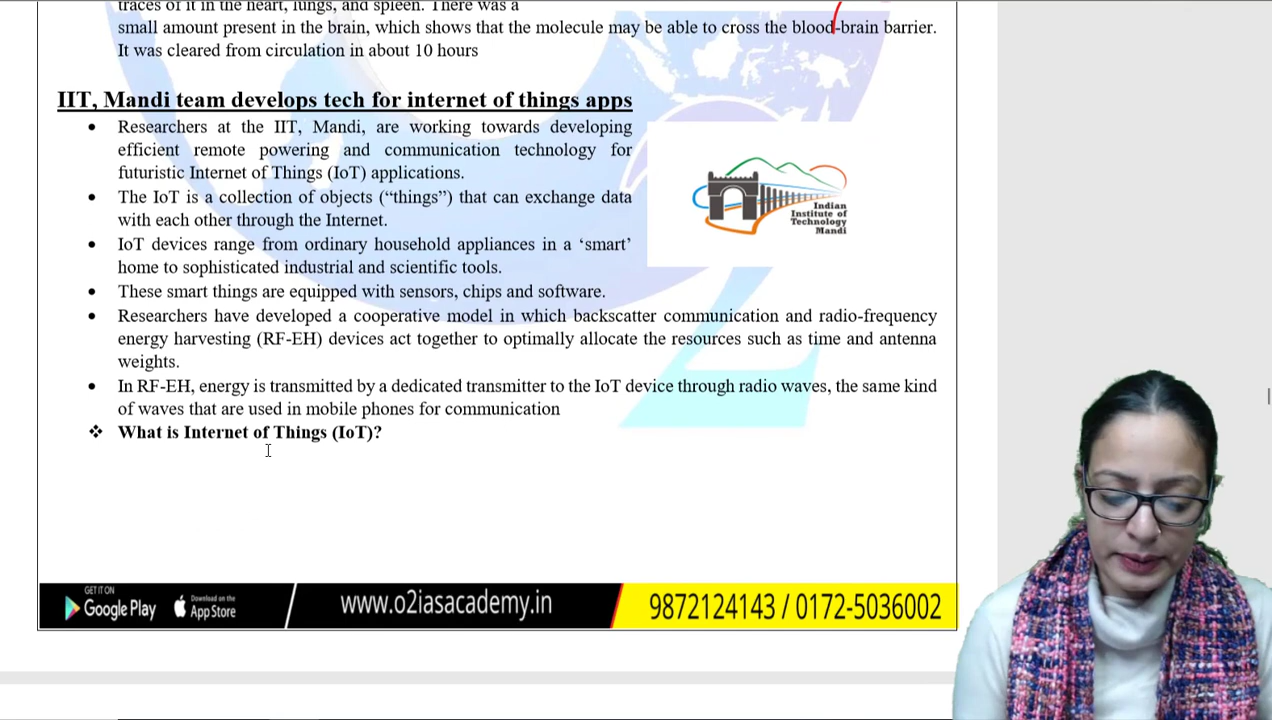 traces of it in the heart, lungs, and spleen. There was a
small amount present in the brain, which shows that the molecule may be able to cross the blood-brain barrier.
It was cleared from circulation in about 10 hours
IIT, Mandi team develops tech for internet of things apps
• Researchers at the IIT, Mandi, are working towards developing
efficient remote powering and communication technology for
futuristic Internet of Things (IoT) applications.
• The IoT is a collection of objects (“things”) that can exchange data
with each other through the Internet.
• IoT devices range from ordinary household appliances in a ‘smart’
home to sophisticated industrial and scientific tools.
• These smart things are equipped with sensors, chips and software.
Indian
Institute of
Technology
Mandi
• Researchers have developed a cooperative model in which backscatter communication and radio-frequency
energy harvesting (RF-EH) devices act together to optimally allocate the resources such as time and antenna
weights.
• In RF-EH, energy is transmitted by a dedicated transmitter to the IoT device through radio waves, the same kind
of waves that are used in mobile phones for communication
❖ What is Internet of Things (IoT)?
GET IT ON
Google Play
Download on the
App Store
www.o2iasacademy.in
9872124143 / 0172-5036002